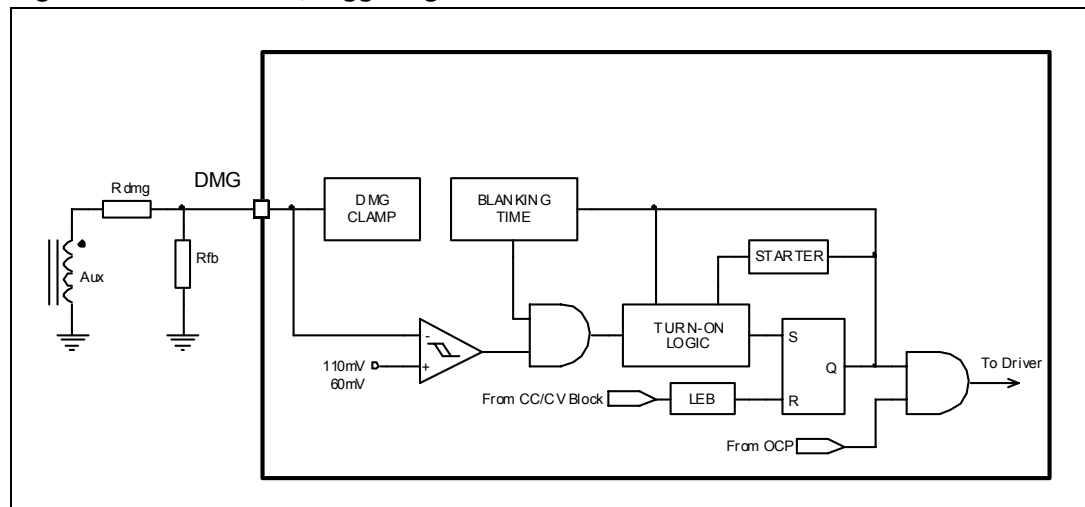 DMG
Rdmg
Rfb
Aux
DMG
CLAMP
BLANKING
TIME
STARTER
TURN-ON
LOGIC
110mV
60mV
-
+
S
Q
R
To Driver
From CC/CV Block
LEB
From OCP